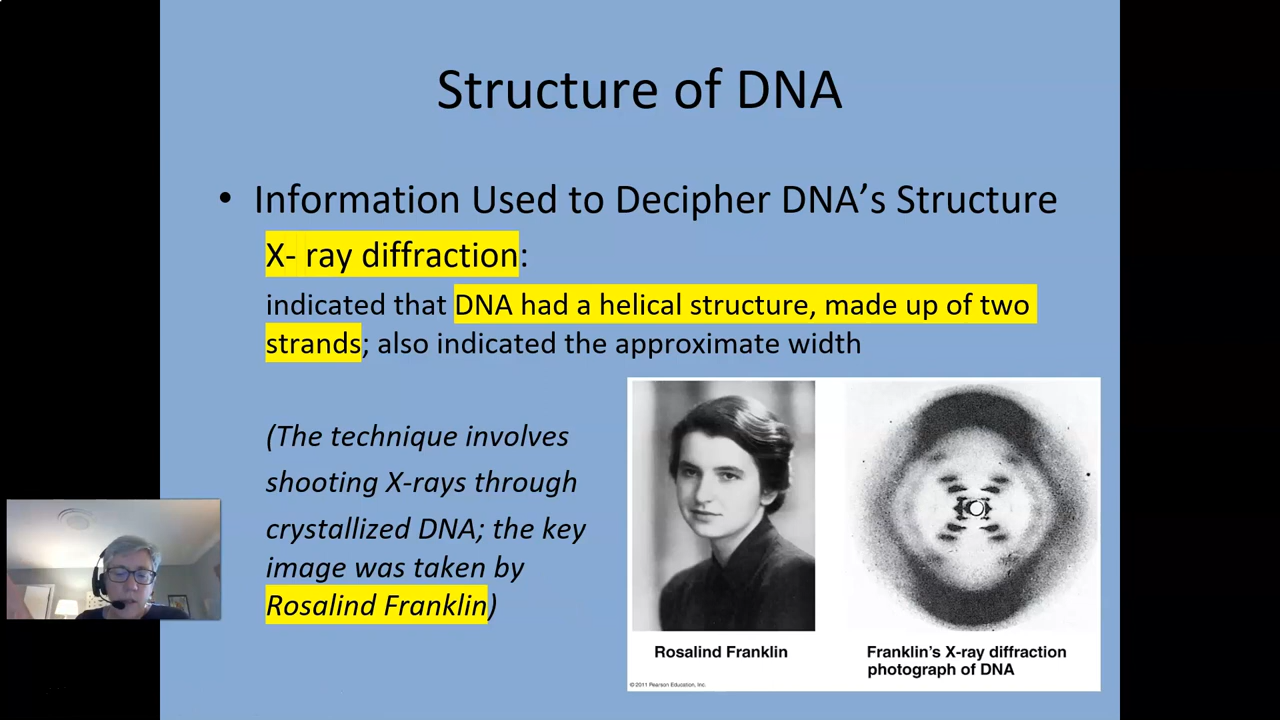 Structure of DNA
• Information Used to Decipher DNA’s Structure
X- ray diffraction:
indicated that DNA had a helical structure, made up of two
strands; also indicated the approximate width
(The technique involves
shooting X-rays through
crystallized DNA; the key
image was taken by
Rosalind Franklin)
Rosalind Franklin
Franklin’s X-ray diffraction
photograph of DNA
© 2011 Pearson Education, Inc.